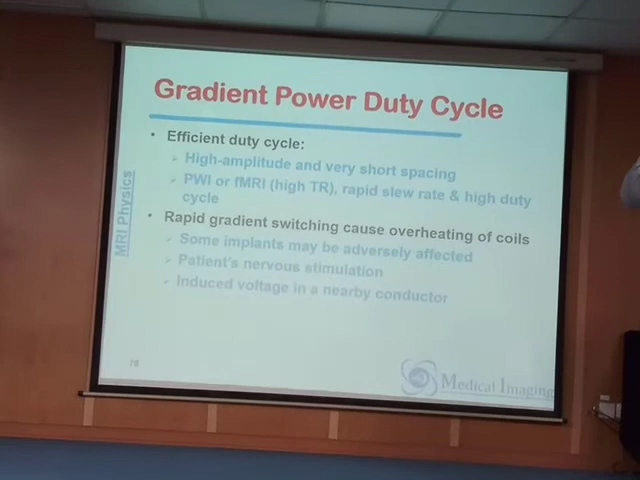 Gradient Power Duty Cycle
• Efficient duty cycle:
➢ High-amplitude and very short spacing
➢ PWI or fMRI (high TR), rapid slew rate & high duty
cycle
• Rapid gradient switching cause overheating of coils
➢ Some implants may be adversely affected
➢ Patient's nervous stimulation
➢ Induced voltage in a nearby conductor
MRI Physics
78
Medical Imaging